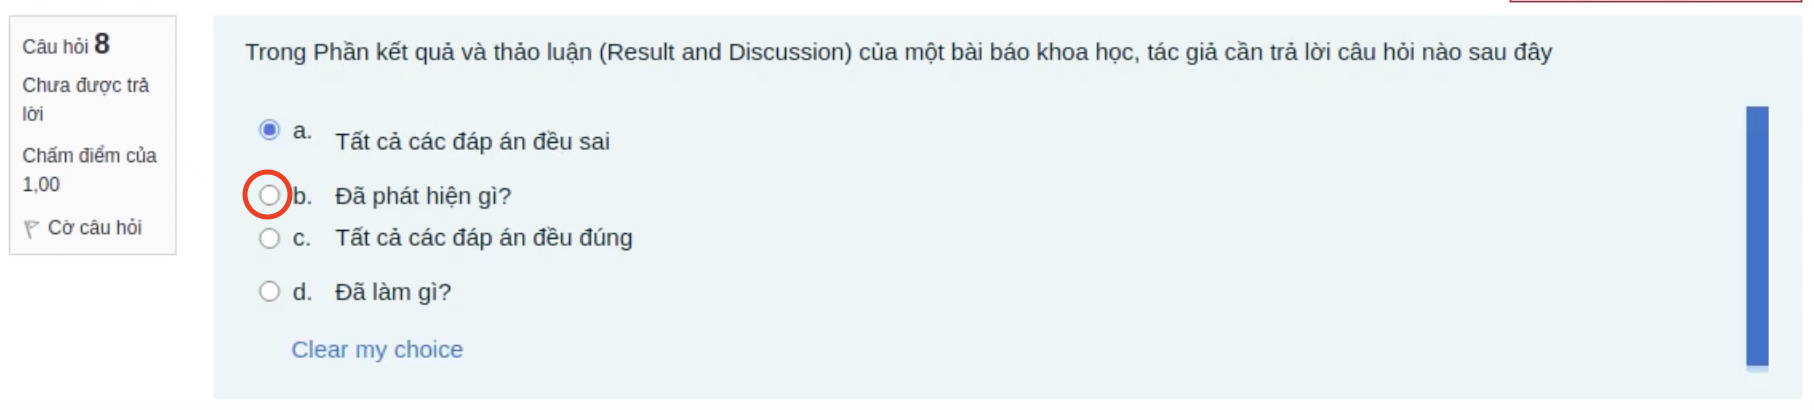 Câu hỏi 8
Chưa được trả
lời
Chấm điểm của
1,00
Cờ câu hỏi
Trong Phần kết quả và thảo luận (Result and Discussion) của một bài báo khoa học, tác giả cần trả lời câu hỏi nào sau đây
a. Tất cả các đáp án đều sai
b. Đã phát hiện gì?
c. Tất cả các đáp án đều đúng
d. Đã làm gì?
Clear my choice